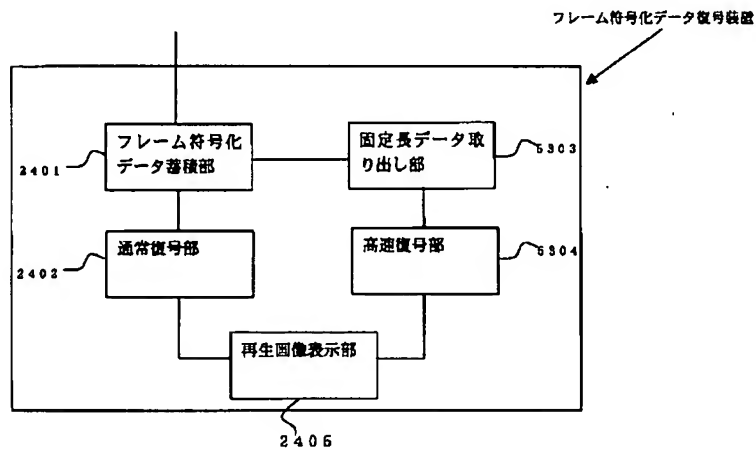 フレーム符号化データ復号装置
フレーム符号化
データ蓄積部
2401
固定長データ取
り出し部
5303
通常復号部
2402
高速復号部
5304
再生画像表示部
2405